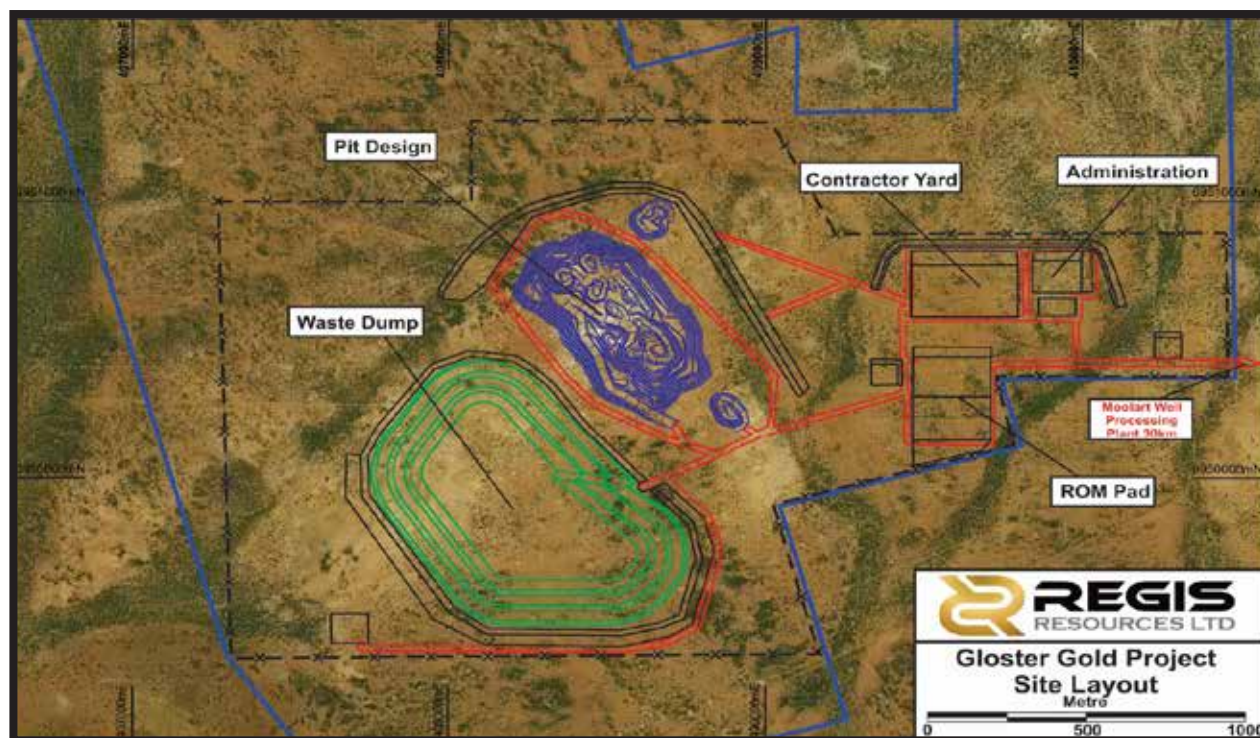 Pit Design
Contractor Yard
Administration
Waste Dump
Moolart Well
Processing
Plant 30km
ROM Pad
REGIS
RESOURCES LTD
Gloster Gold Project
Site Layout
Metre
0 500 1000